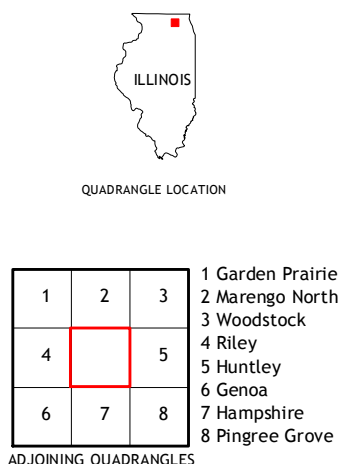 ILLINOIS
QUADRANGLE LOCATION
1 2 3
4 5
6 7 8
1 Garden Prairie
2 Marengo North
3 Woodstock
4 Riley
5 Huntley
6 Genoa
7 Hampshire
8 Pingree Grove
ADJOINING QUADRANGLES